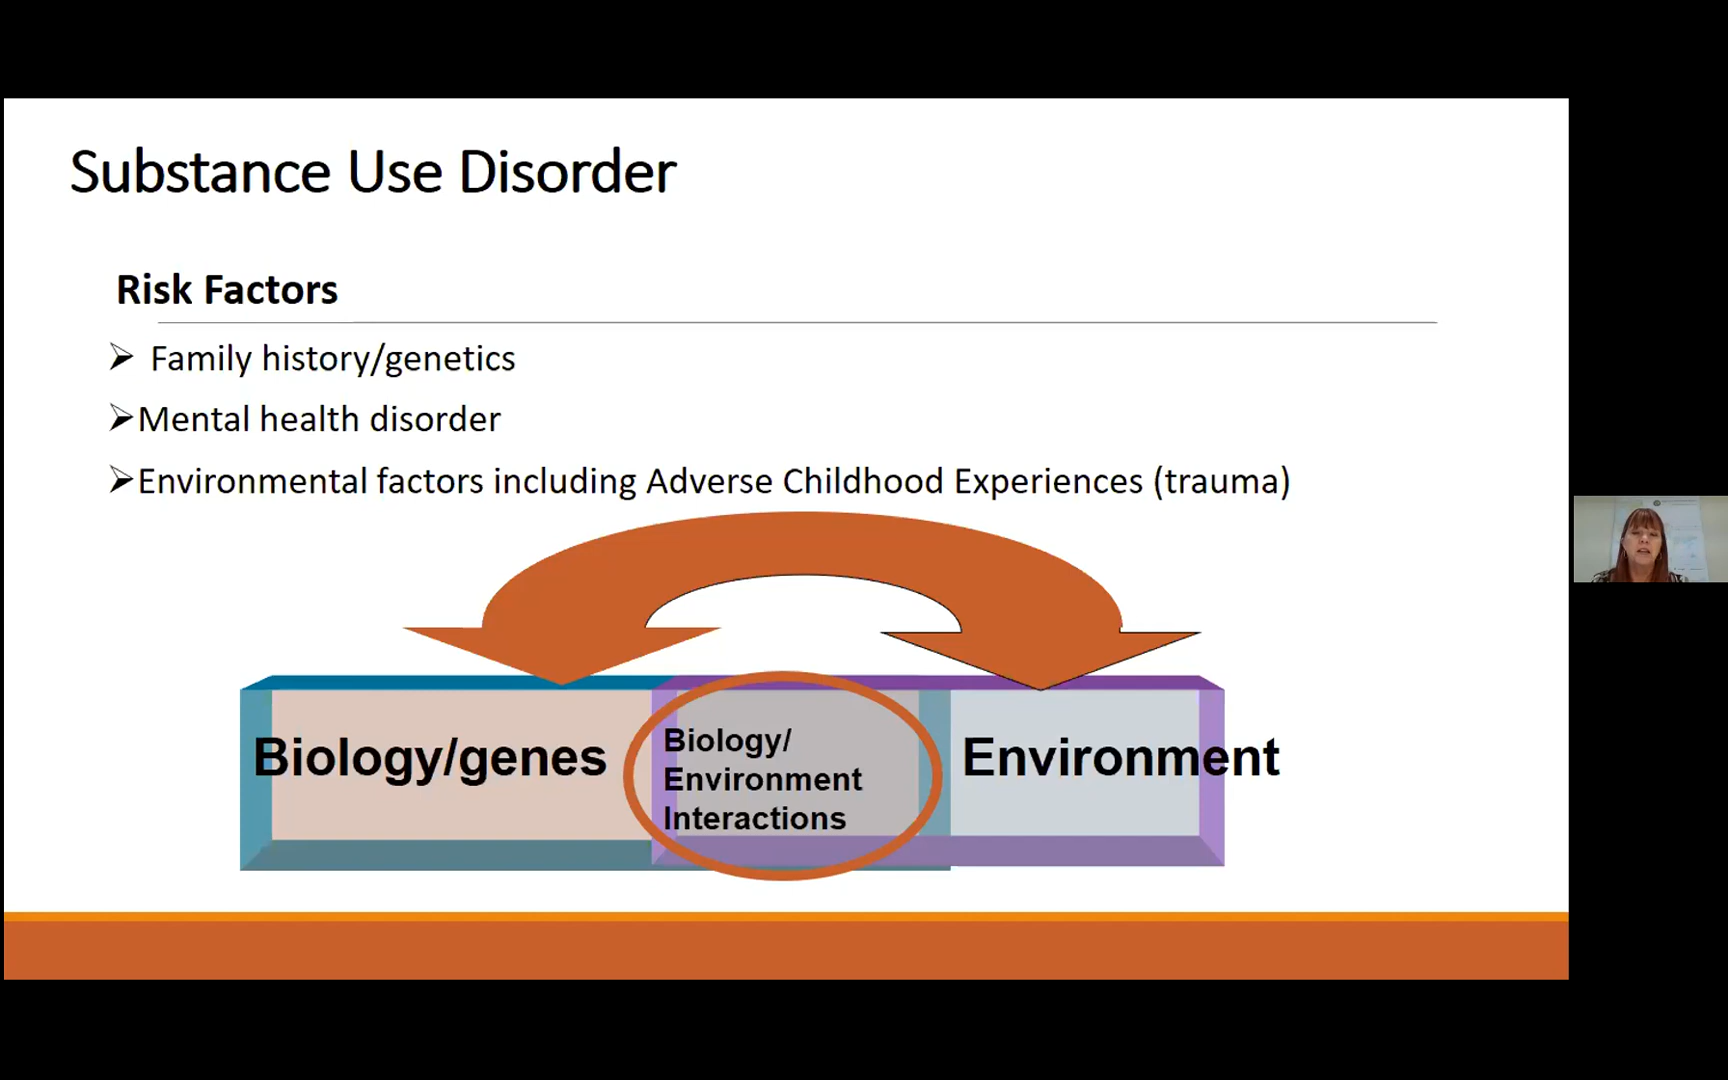 Substance Use Disorder
Risk Factors
Family history/genetics
Mental health disorder
Environmental factors including Adverse Childhood Experiences (trauma)
Biology/genes
Biology/
Environment
Interactions
Environment